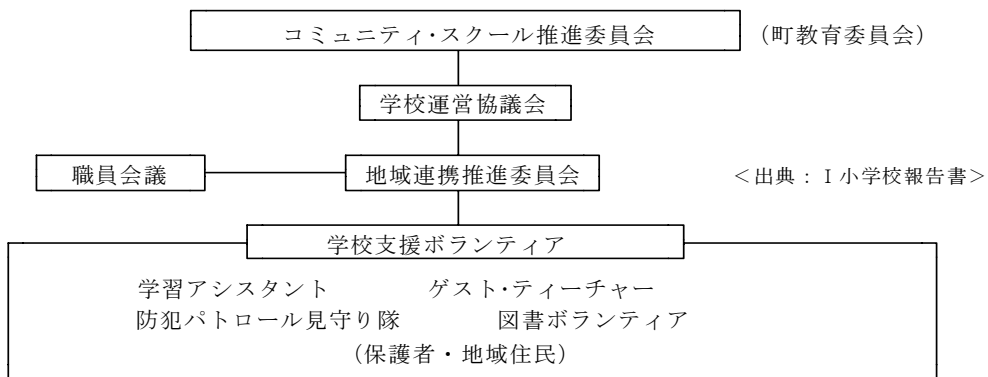 コミュニティ・スクール推進委員会 （町教育委員会）
学校運営協議会
職員会議 地域連携推進委員会 ＜出典：Ｉ小学校報告書＞
学校支援ボランティア
学習アシスタント ゲスト・ティーチャー
防犯パトロール見守り隊 図書ボランティア
（保護者・地域住民）